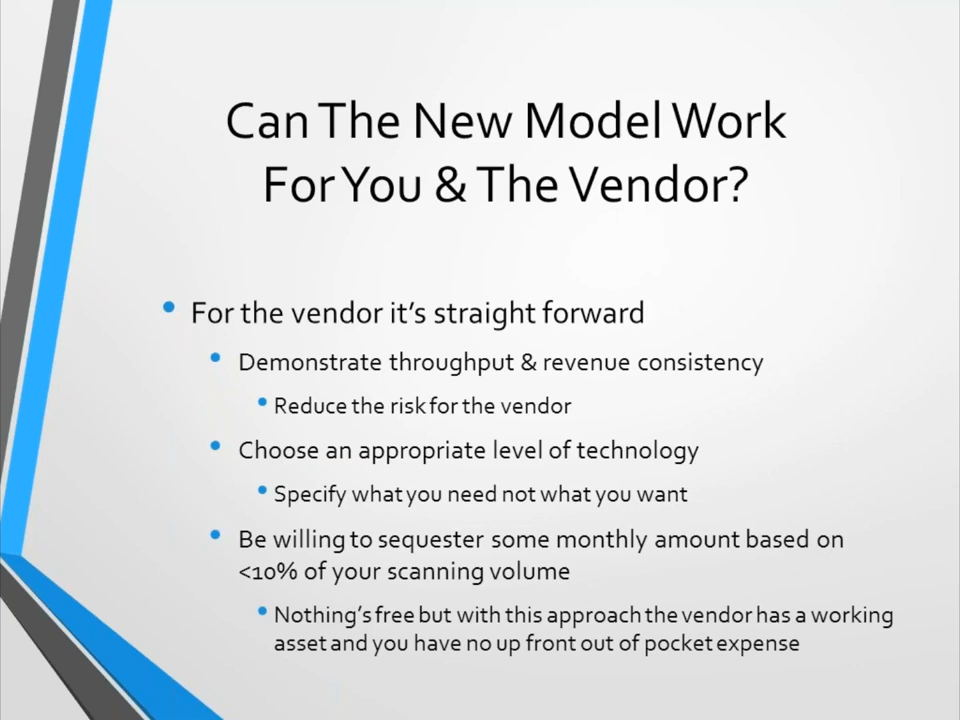 Can The New Model Work
For You & The Vendor?
• For the vendor it's straight forward
• Demonstrate throughput & revenue consistency
• Reduce the risk for the vendor
• Choose an appropriate level of technology
• Specify what you need not what you want
• Be willing to sequester some monthly amount based on
<10% of your scanning volume
• Nothing's free but with this approach the vendor has a working
asset and you have no up front out of pocket expense